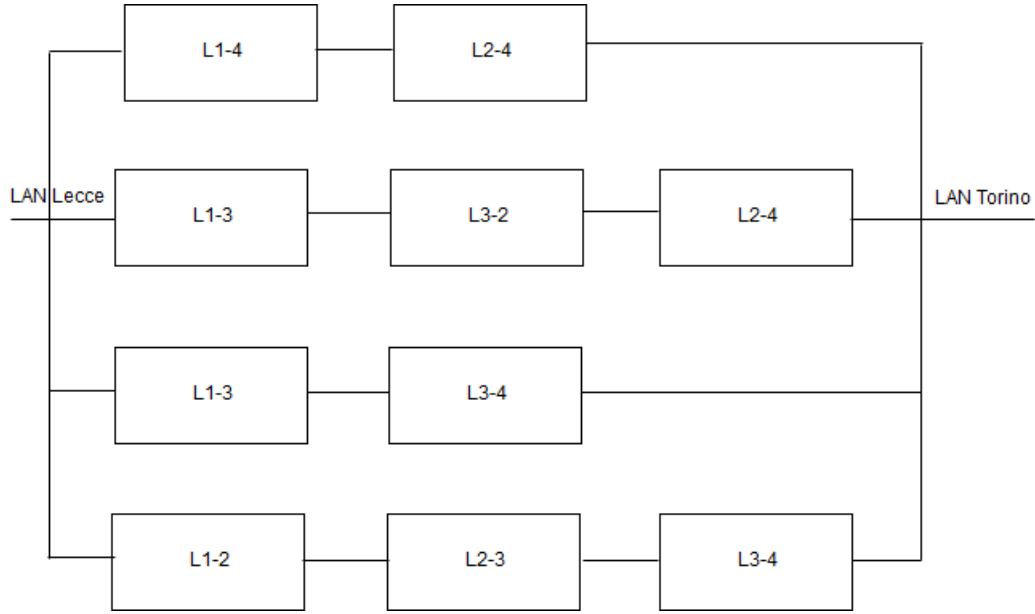 L1-4
L2-4
LAN Lecce
L1-3
L3-2
L2-4
LAN Torino
L1-3
L3-4
L1-2
L2-3
L3-4